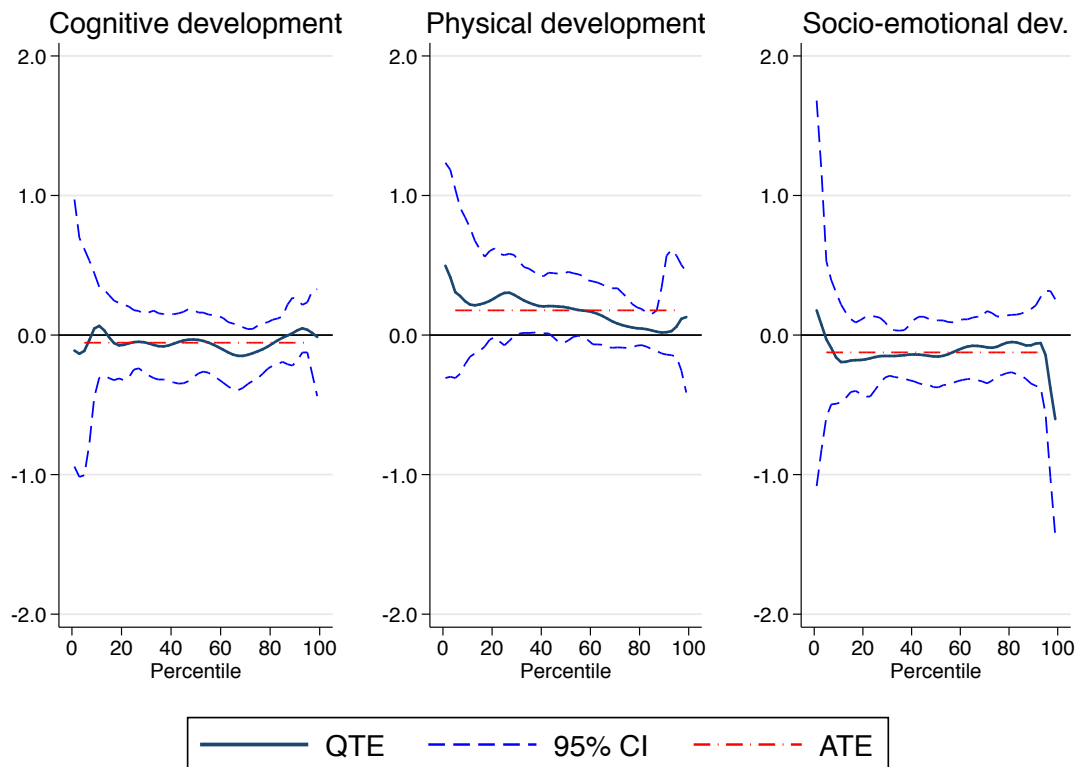 Cognitive development
Physical development
Socio-emotional dev.
2.0
1.0
0.0
-1.0
-2.0
0 20 40 60 80 100
Percentile
2.0
1.0
0.0
-1.0
-2.0
0 20 40 60 80 100
Percentile
2.0
1.0
0.0
-1.0
-2.0
0 20 40 60 80 100
Percentile
QTE 95% CI ATE